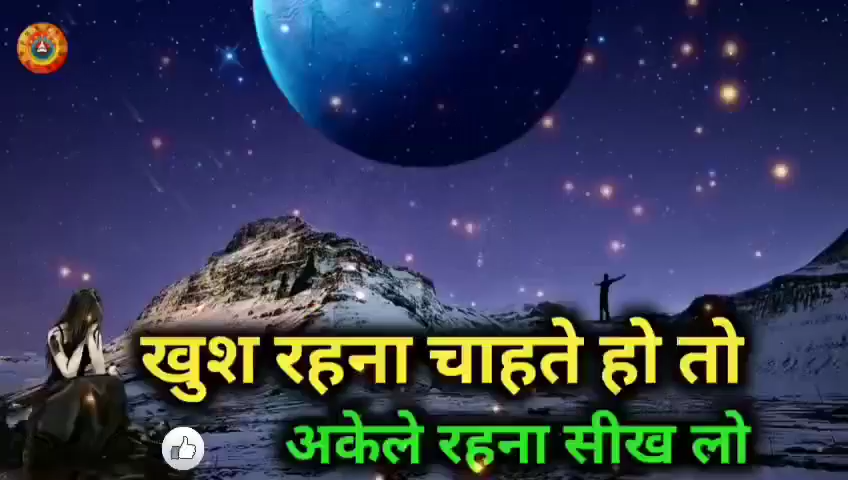 खुश रहना चाहते हो तो
अकेले रहना सीख लो